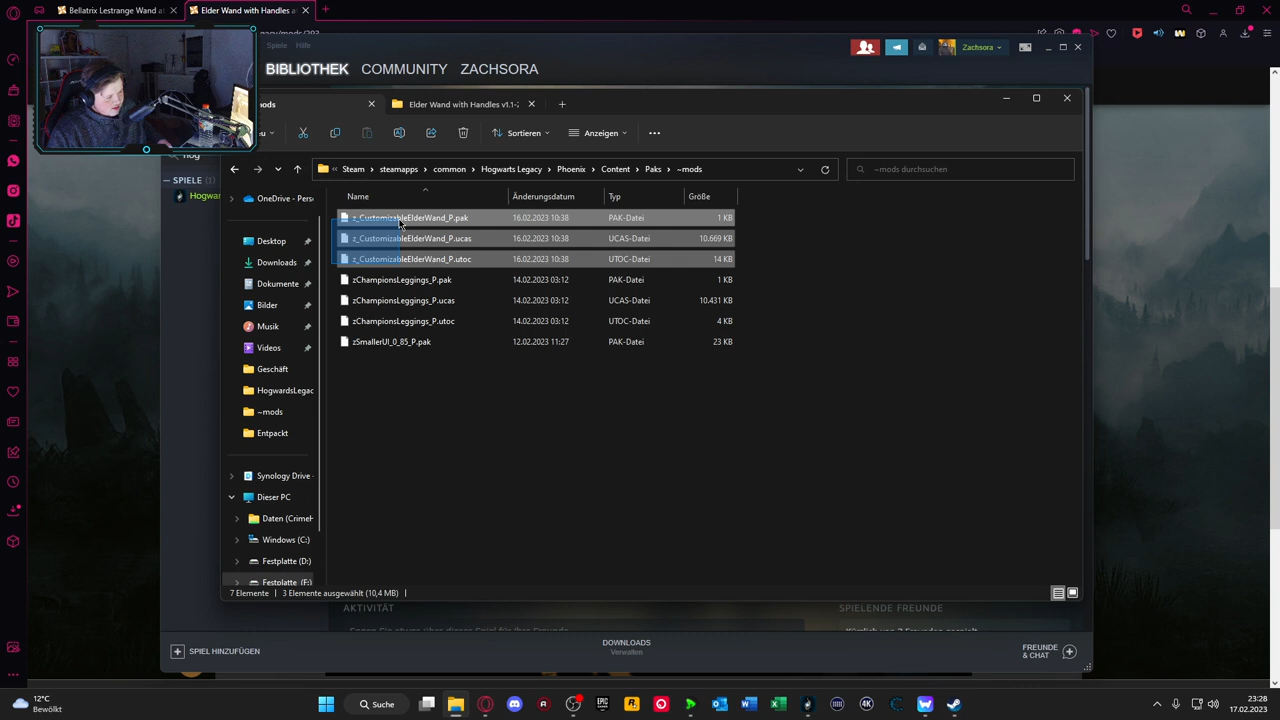 Bellatrix Lestrange Wand a
Elder Wand with Handles a
Spiele Hilfe
Zachsora
BIBLIOTHEK COMMUNITY ZACHSORA
Elder Wand with Handles v1.1-
Sortieren Anzeigen
Steam steamapps common Hogwarts Legacy Phoenix Content Paks ~mods
~mods durchsuchen
SPIELE (1)
Hogwar
OneDrive - Pers
Desktop
Downloads
Dokumente
Bilder
Musik
Videos
Geschäft
HogwardsLegac
~mods
Entpackt
Synology Drive -
Dieser PC
Daten (Crimeh
Windows (C:)
Festplatte (D:)
Festplatte (F:)
Name Änderungsdatum Typ Größe
z_CustomizableElderWand_P.pak 16.02.2023 10:38 PAK-Datei 1 KB
z_CustomizableElderWand_P.ucas 16.02.2023 10:38 UCAS-Datei 10.669 KB
z_CustomizableElderWand_P.utoc 16.02.2023 10:38 UTOC-Datei 14 KB
zChampionsLeggings_P.pak 14.02.2023 03:12 PAK-Datei 1 KB
zChampionsLeggings_P.ucas 14.02.2023 03:12 UCAS-Datei 10.431 KB
zChampionsLeggings_P.utoc 14.02.2023 03:12 UTOC-Datei 4 KB
zSmallerUI_0_85_P.pak 12.02.2023 11:27 PAK-Datei 23 KB
7 Elemente 3 Elemente ausgewählt (10,4 MB)
AKTIVITÄT
SPIELENDE FREUNDE
SPIEL HINZUFÜGEN
DOWNLOADS
Verwalten
FREUNDE
& CHAT
12°C
Bewölkt
Suche
23:28
17.02.2023